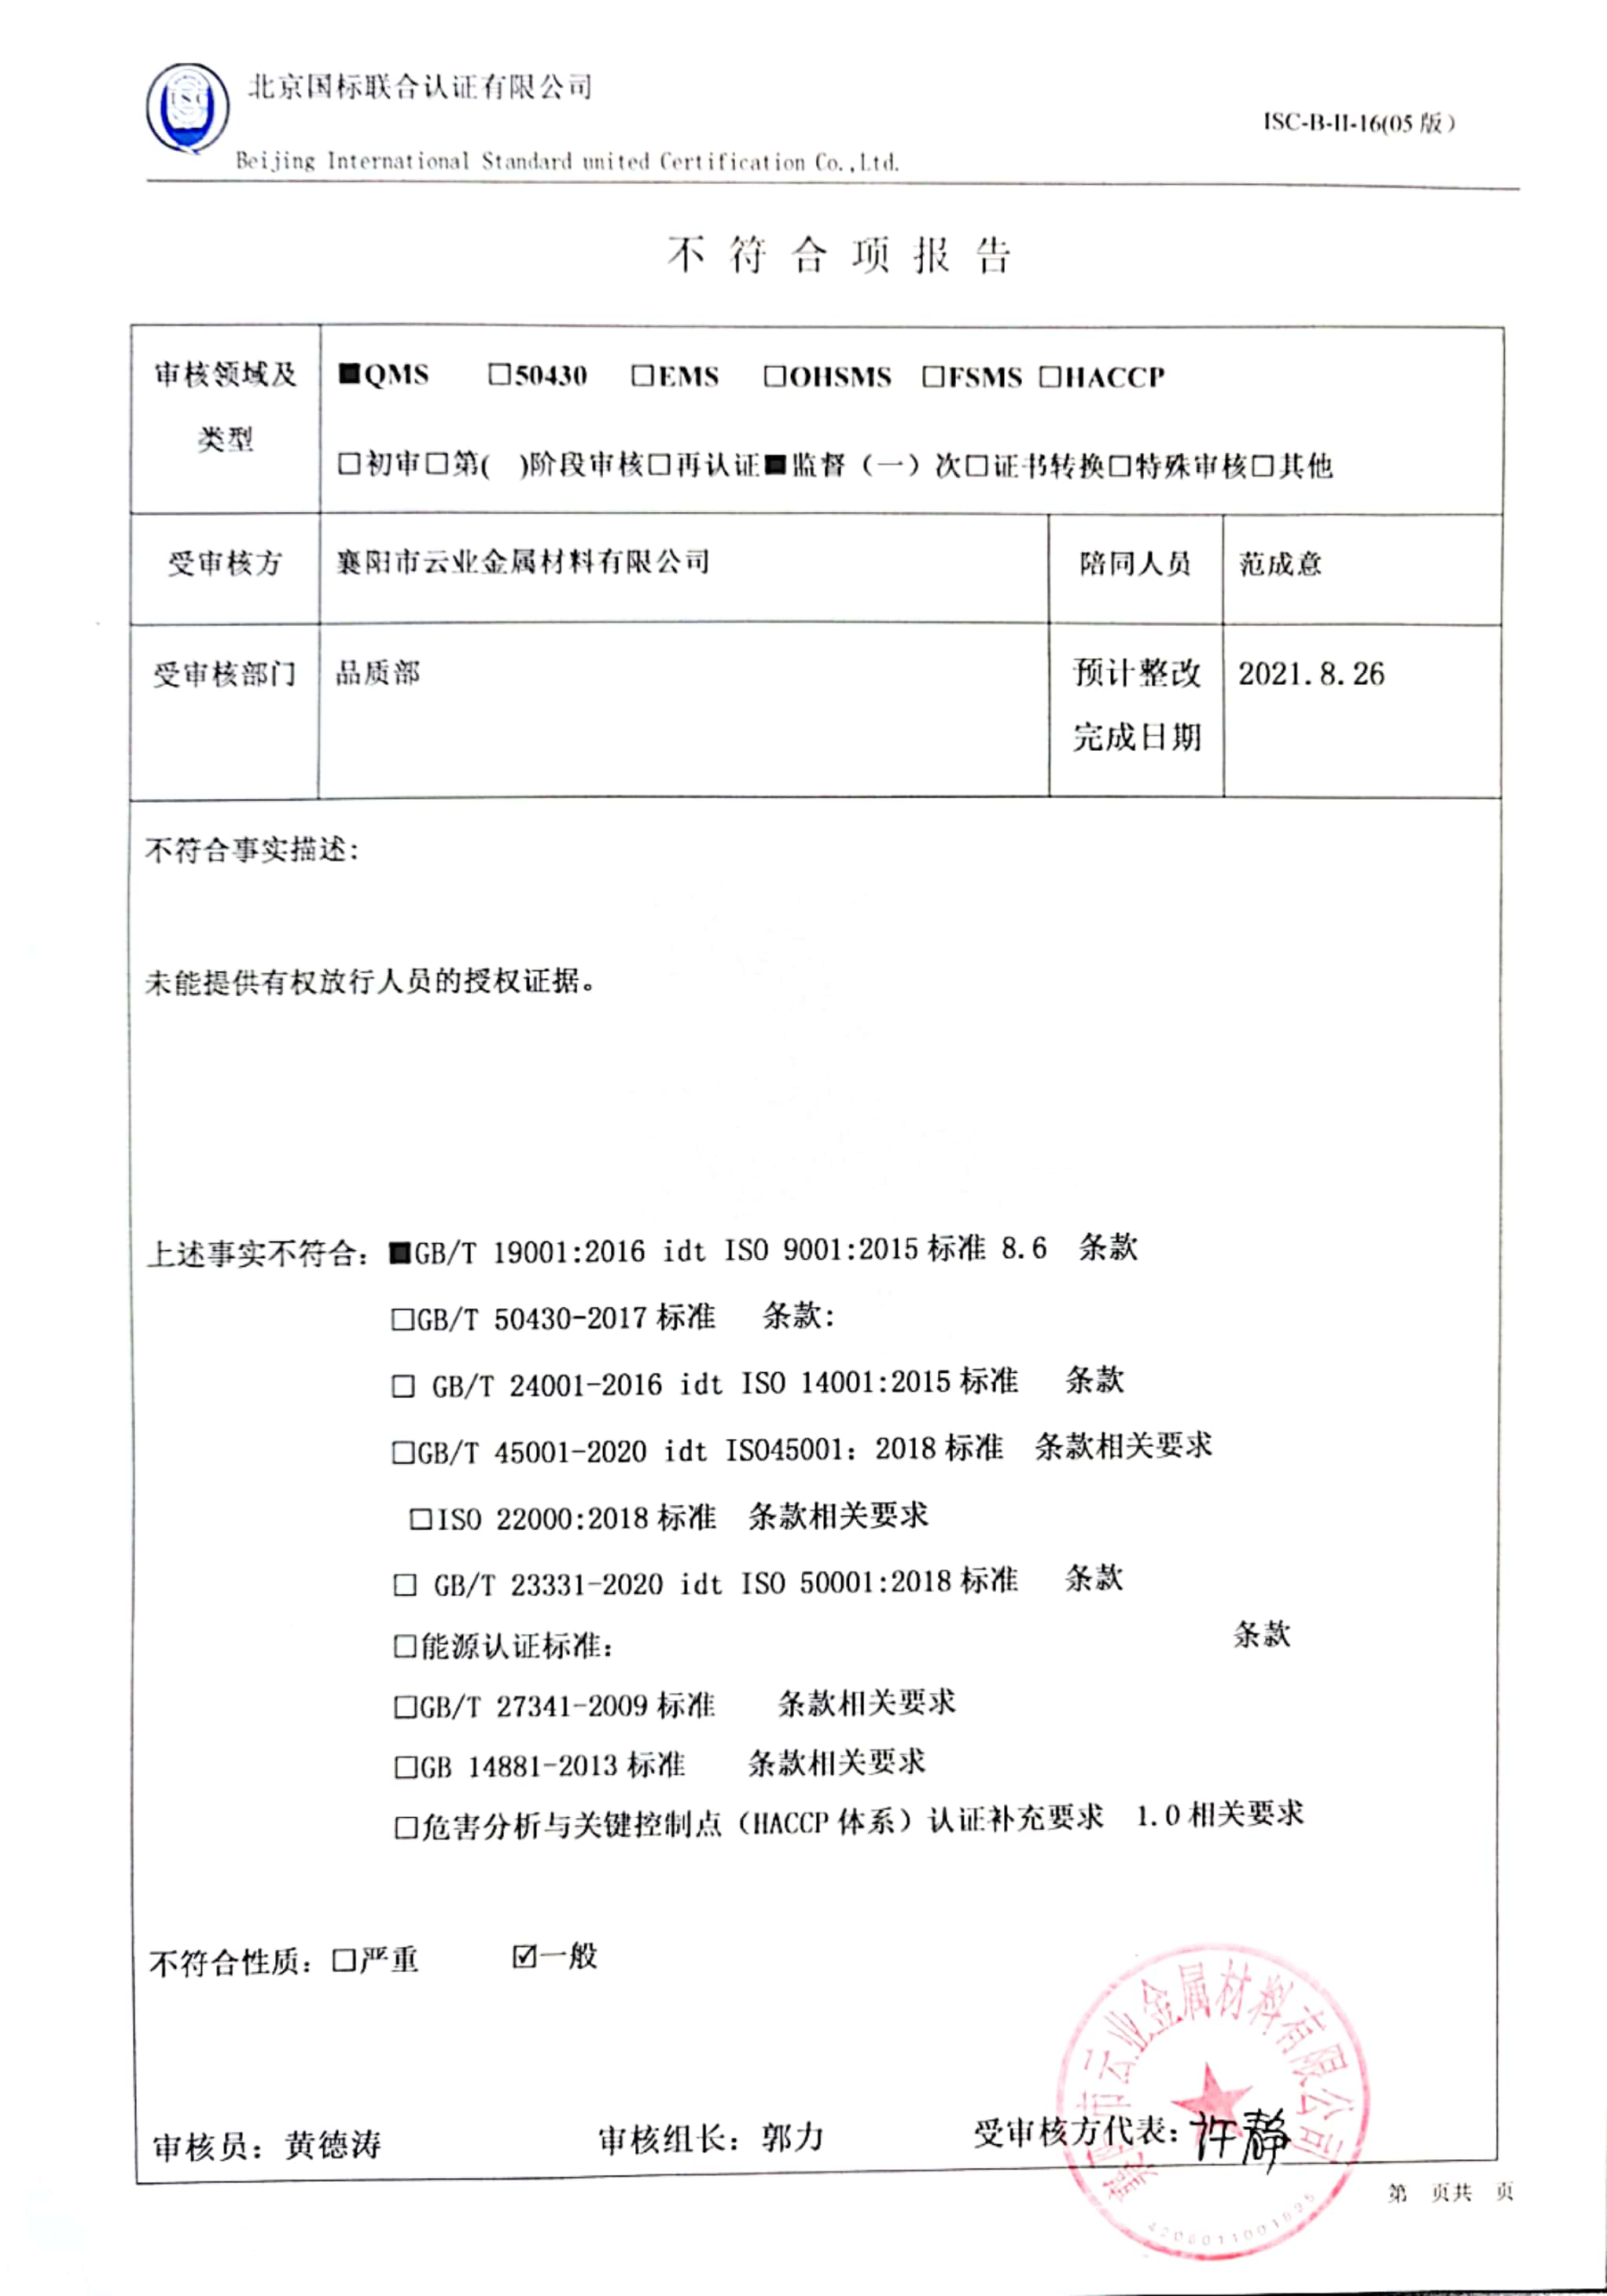 ISC
北京国标联合认证有限公司
ISC-B-II-16(05 版）
Beijing International Standard united Certification Co.,Ltd.
不符合项报告
审核领域及类型
■QMS □50430 □EMS □OHSMS □FSMS □HACCP
□初审□第( )阶段审核□再认证■监督（一）次□证书转换□特殊审核□其他
受审核方 襄阳市云业金属材料有限公司 陪同人员 范成意
受审核部门 品质部 预计整改完成日期 2021.8.26
不符合事实描述：
未能提供有权放行人员的授权证据。
上述事实不符合：■GB/T 19001:2016 idt ISO 9001:2015 标准 8.6 条款
□GB/T 50430-2017 标准 条款：
□ GB/T 24001-2016 idt ISO 14001:2015 标准 条款
□GB/T 45001-2020 idt ISO45001：2018 标准 条款相关要求
□ISO 22000:2018 标准 条款相关要求
□ GB/T 23331-2020 idt ISO 50001:2018 标准 条款
□能源认证标准： 条款
□GB/T 27341-2009 标准 条款相关要求
□GB 14881-2013 标准 条款相关要求
□危害分析与关键控制点（HACCP 体系）认证补充要求 1.0 相关要求
不符合性质：□严重 ☑一般
审核员：黄德涛 审核组长：郭力 受审核方代表：许静
襄阳市云业金属材料有限公司
第 页共 页